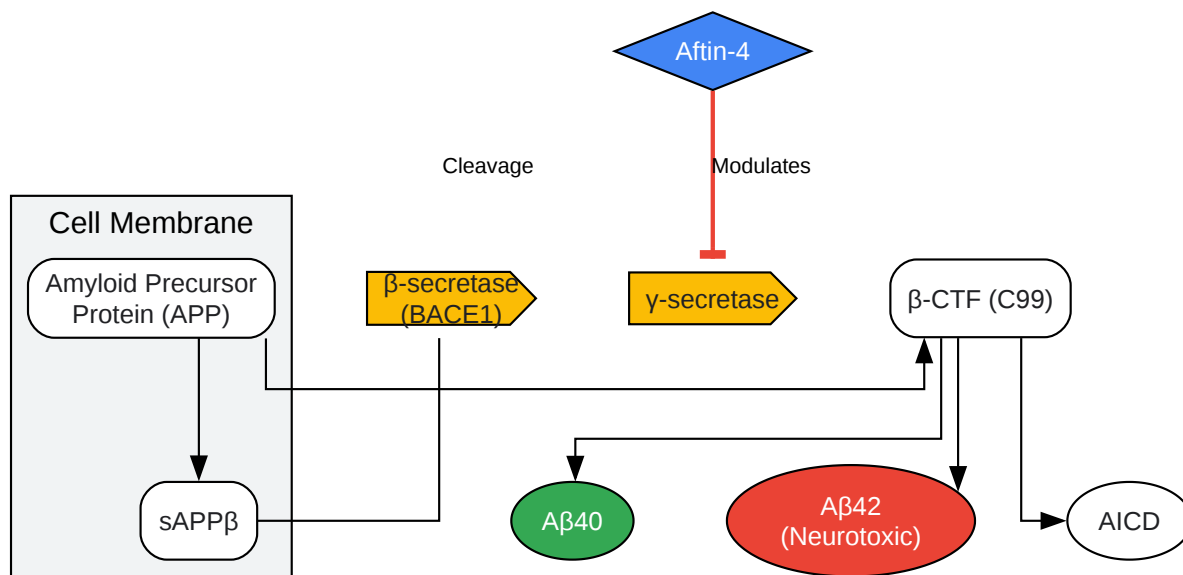 Aftin-4
Cleavage
Modulates
Cell Membrane
Amyloid Precursor
Protein (APP)
β-secretase
(BACE1)
γ-secretase
β-CTF (C99)
sAPPβ
Aβ40
Aβ42
(Neurotoxic)
AICD